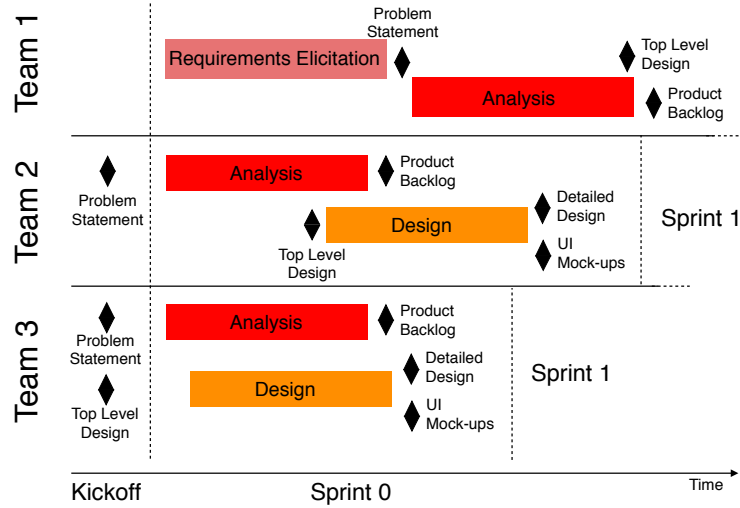 Team 1
Requirements Elicitation
Problem
Statement
Analysis
Top Level
Design
Product
Backlog
Team 2
Problem
Statement
Analysis
Product
Backlog
Top Level
Design
Design
Detailed
Design
UI
Mock-ups
Sprint 1
Team 3
Problem
Statement
Top Level
Design
Analysis
Product
Backlog
Design
Detailed
Design
UI
Mock-ups
Sprint 1
Kickoff
Sprint 0
Time